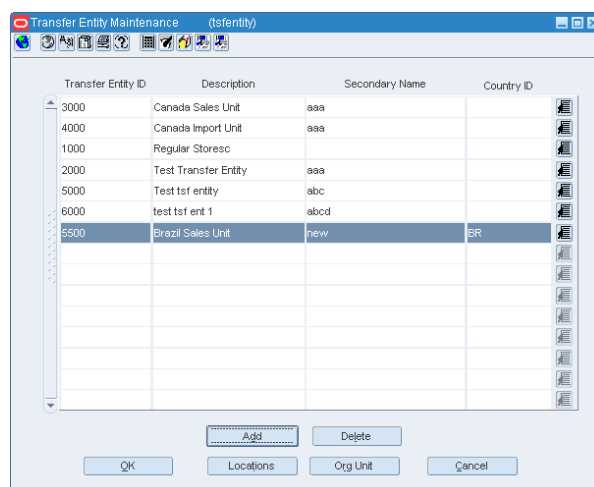 Transfer Entity Maintenance (tsfentity)
Transfer Entity ID Description Secondary Name Country ID
3000 Canada Sales Unit aaa
4000 Canada Import Unit aaa
1000 Regular Storesc
2000 Test Transfer Entity aaa
5000 Test tsf entity abc
6000 test tsf ent 1 abcd
5500 Brazil Sales Unit new BR
Add Delete
OK Locations Org Unit Cancel